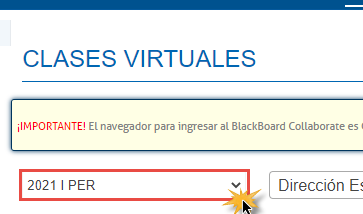 CLASES VIRTUALES
¡IMPORTANTE! El navegador para ingresar al BlackBoard Collaborate es
2021 I PER
Dirección Es